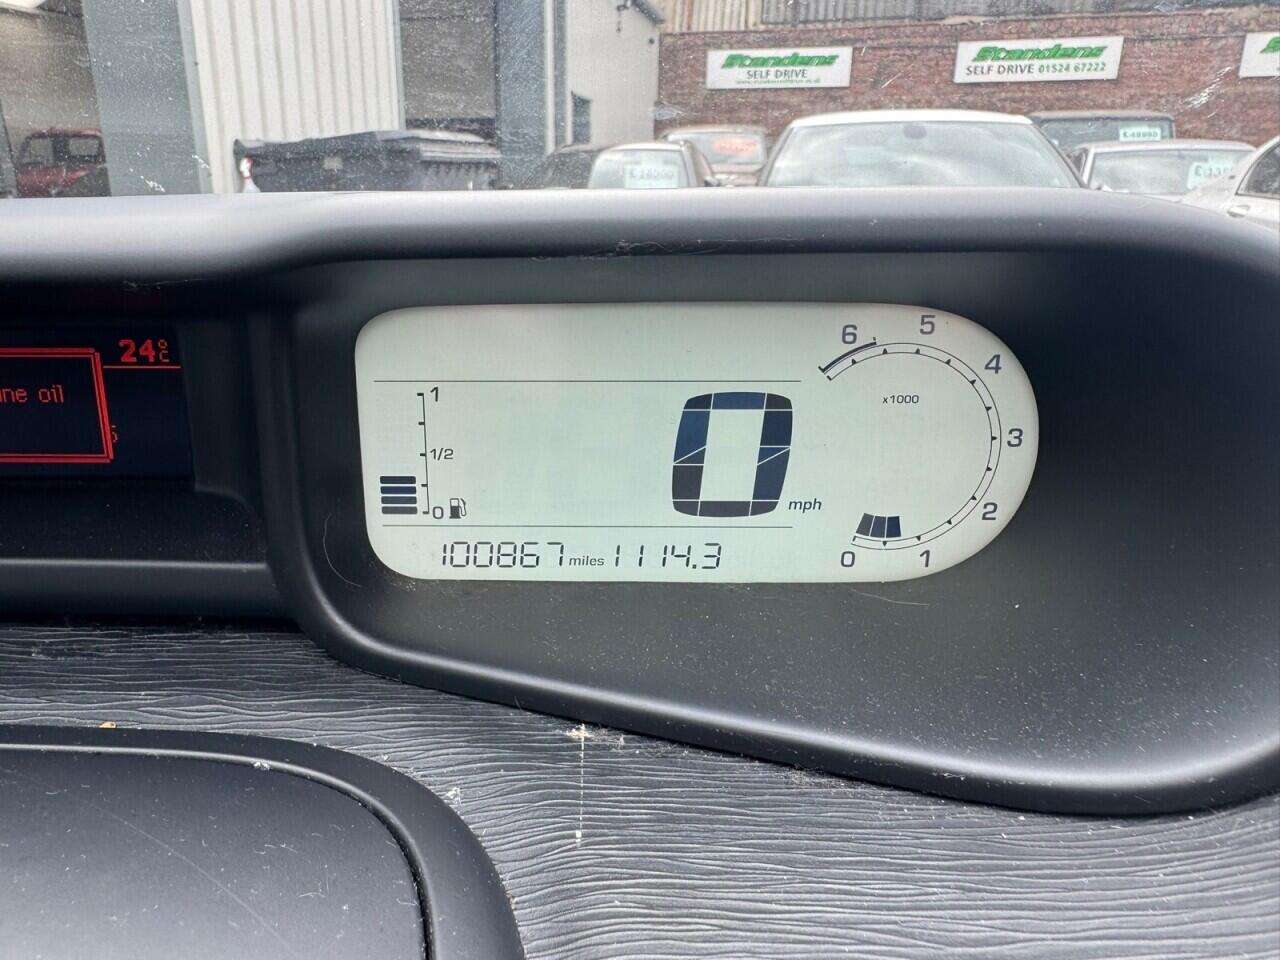 Standens
SELF DRIVE
Standens
SELF DRIVE 01524 67222
24°C
ne oil
6 5 4 3 2 1 0
x1000
1
1/2
0
0 mph
100867 miles 1114.3